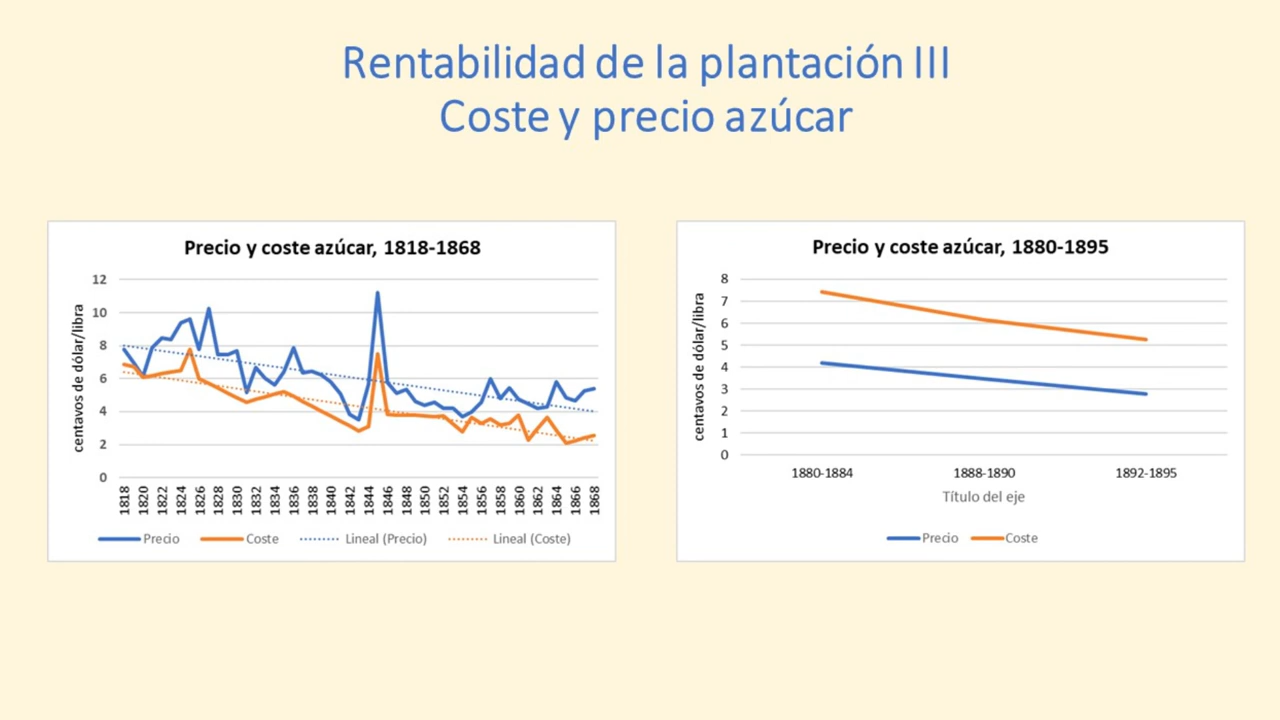 Rentabilidad de la plantación III
Coste y precio azúcar
Precio y coste azúcar, 1818-1868
centavos de dólar/libra
12
10
8
6
4
2
0
1818 1820 1822 1824 1826 1828 1830 1832 1834 1836 1838 1840 1842 1844 1846 1848 1850 1852 1854 1856 1858 1860 1862 1864 1866 1868
Precio Coste Lineal (Precio) Lineal (Coste)
Precio y coste azúcar, 1880-1895
centavos de dólar/libra
8
7
6
5
4
3
2
1
0
1880-1884 1888-1890 1892-1895
Título del eje
Precio Coste